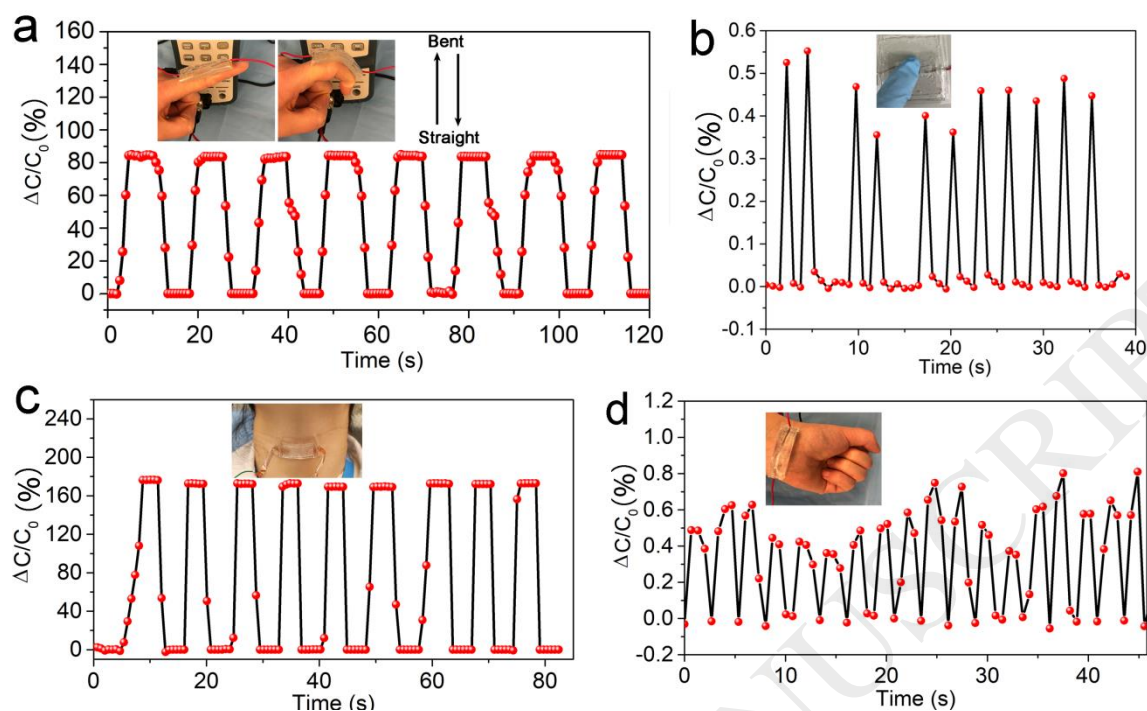 a
160
140
120
100
80
60
40
20
0
ΔC/C₀ (%)
Bent
Straight
0 20 40 60 80 100 120
Time (s)
b
0.6
0.5
0.4
0.3
0.2
0.1
0.0
-0.1
ΔC/C₀ (%)
0 10 20 30 40
Time (s)
c
240
200
160
120
80
40
0
ΔC/C₀ (%)
0 20 40 60 80
Time (s)
d
1.2
1.0
0.8
0.6
0.4
0.2
0.0
-0.2
ΔC/C₀ (%)
0 10 20 30 40
Time (s)
NUSCRIPT